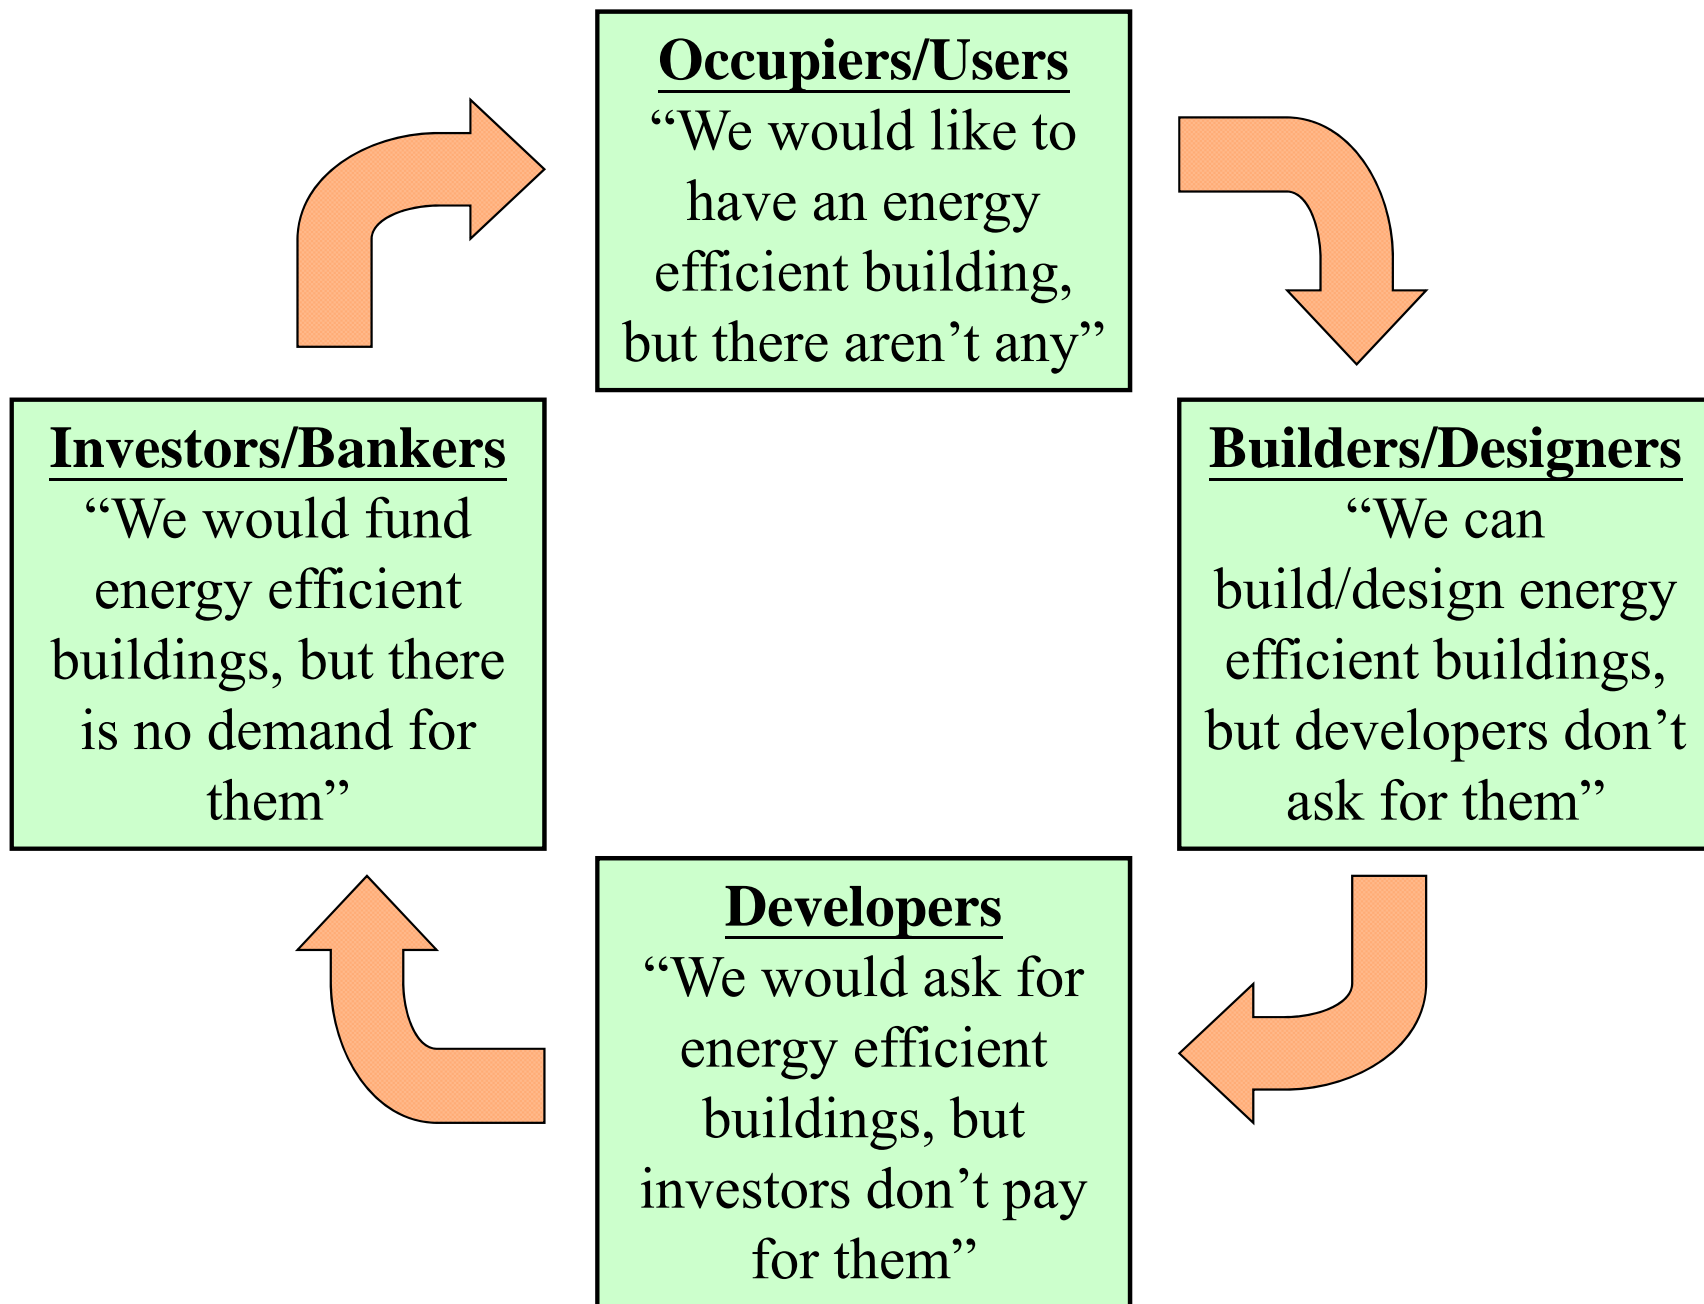 Occupiers/Users
“We would like to
have an energy
efficient building,
but there aren’t any”
Investors/Bankers
“We would fund
energy efficient
buildings, but there
is no demand for
them”
Builders/Designers
“We can
build/design energy
efficient buildings,
but developers don’t
ask for them”
Developers
“We would ask for
energy efficient
buildings, but
investors don’t pay
for them”